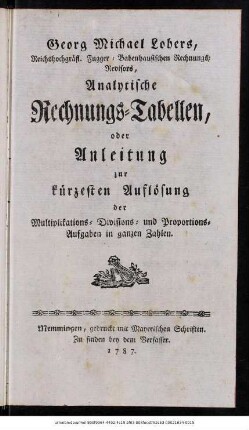 Georg Michael Lobers,
Reichshochgräfl. Fugger-Babenhausischen Rechnungs-
Revisors,
Analytische
Rechnungs-Tabellen,
oder
Anleitung
zur
kürzesten Auflösung
der
Multiplikations- Divisions- und Proportions-
Aufgaben in ganzen Zahlen.
Memmingen, gedruckt mit Mayerischen Schriften.
Zu finden bey dem Verfasser.
1787.